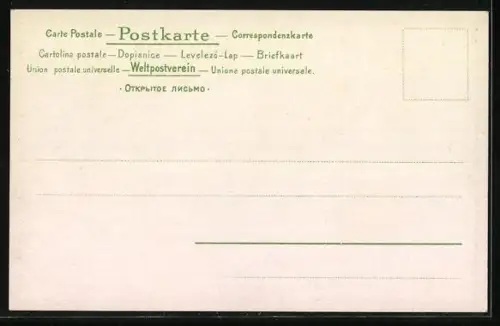 Carte Postale — Postkarte — Correspondenzkarte
Cartolina postale — Dopisnice — Levelező-Lap — Briefkaart
Union postale universelle — Weltpostverein — Unione postale universale.
· ОТКРЫТОЕ ПИСЬМО ·